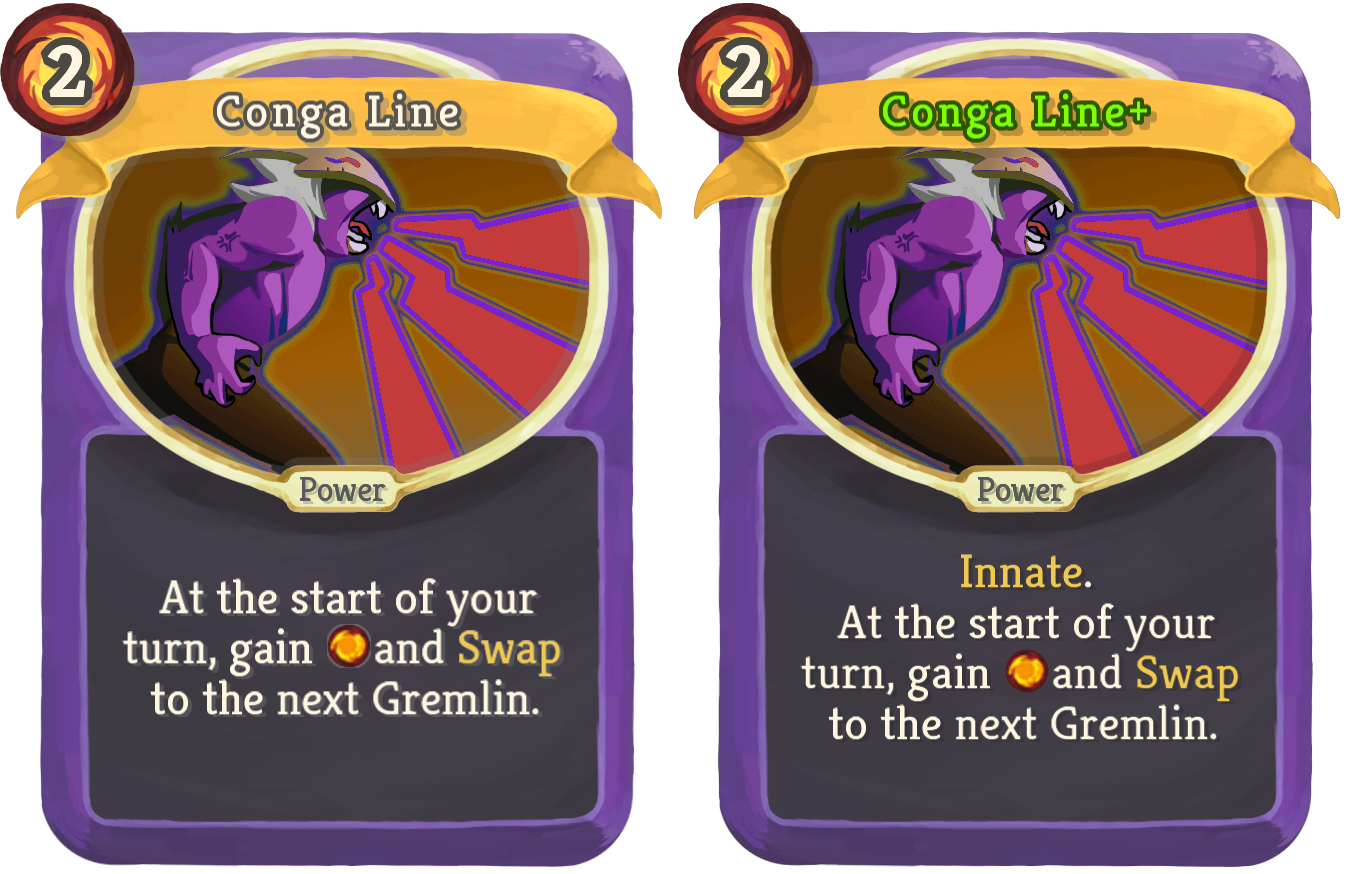 2
Conga Line
Power
At the start of your
turn, gain and Swap
to the next Gremlin.
2
Conga Line+
Power
Innate.
At the start of your
turn, gain and Swap
to the next Gremlin.